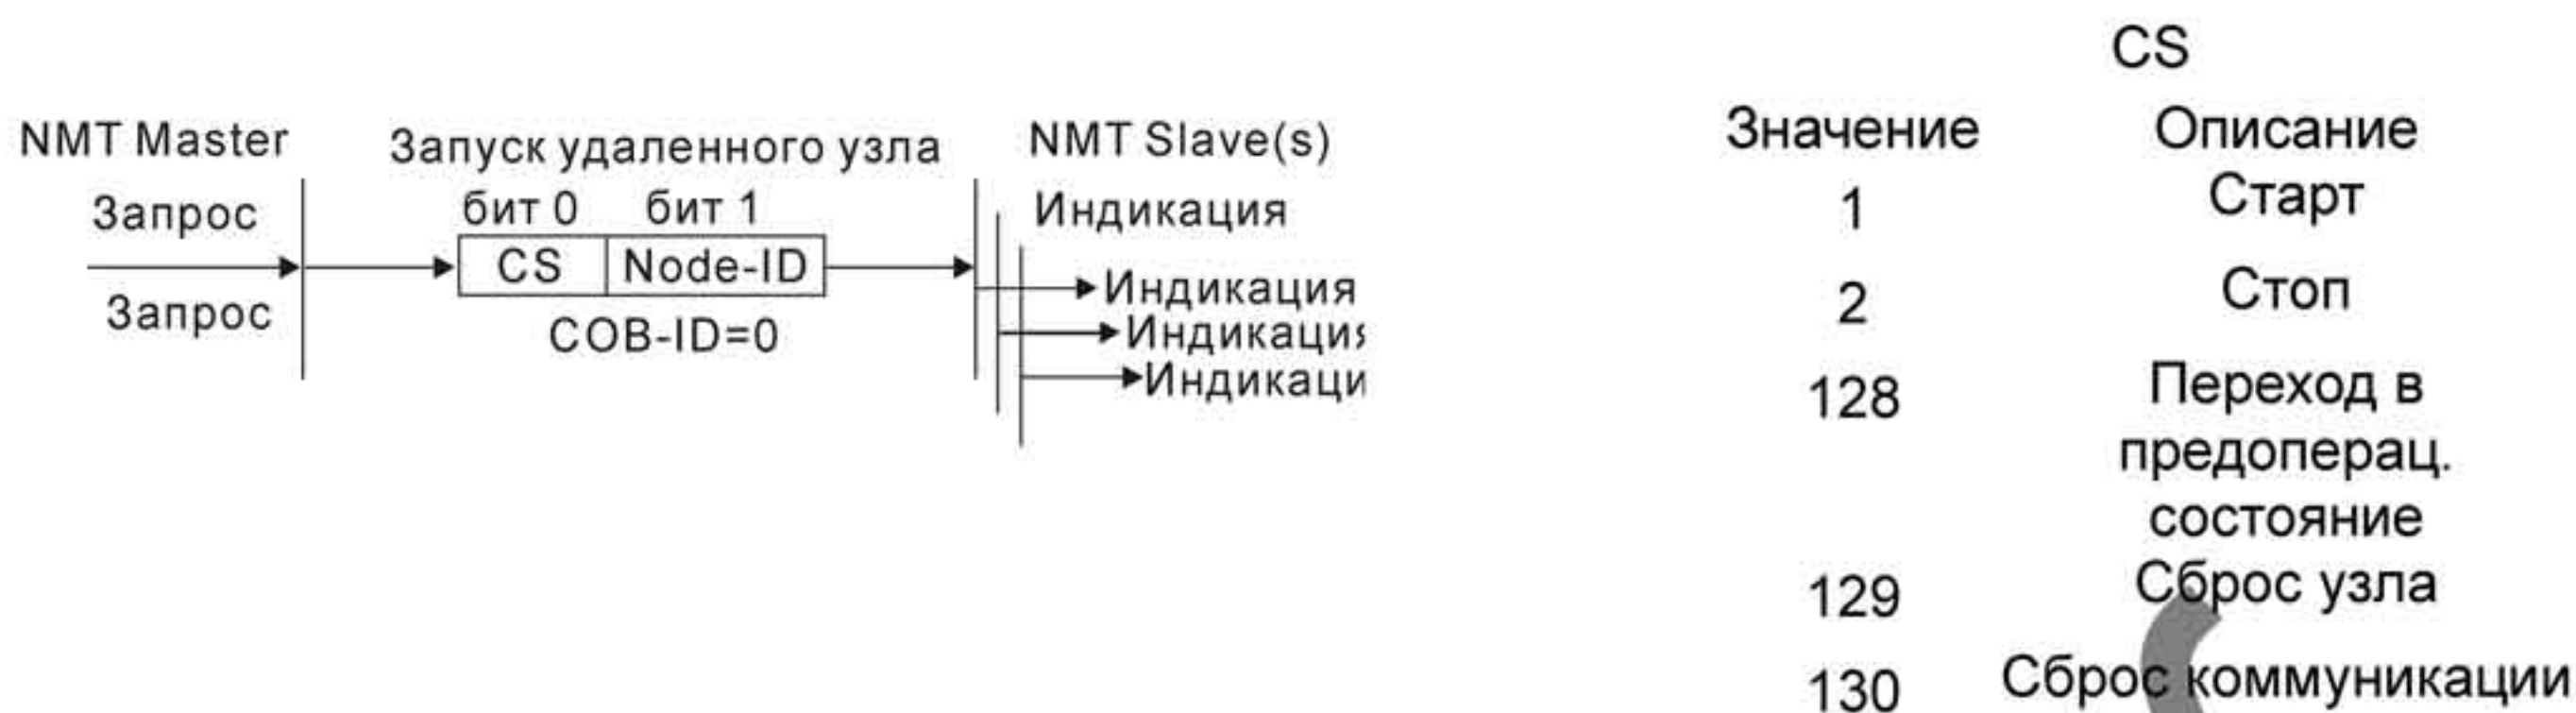 NMT Master
Запуск удаленного узла
NMT Slave(s)
Запрос
бит 0 бит 1
Индикация
CS Node-ID
Запрос
COB-ID=0
Индикация
Индикация
Индикаци
CS
Значение Описание
1 Старт
2 Стоп
128 Переход в
предоперац.
состояние
129 Сброс узла
130 Сброс коммуникации